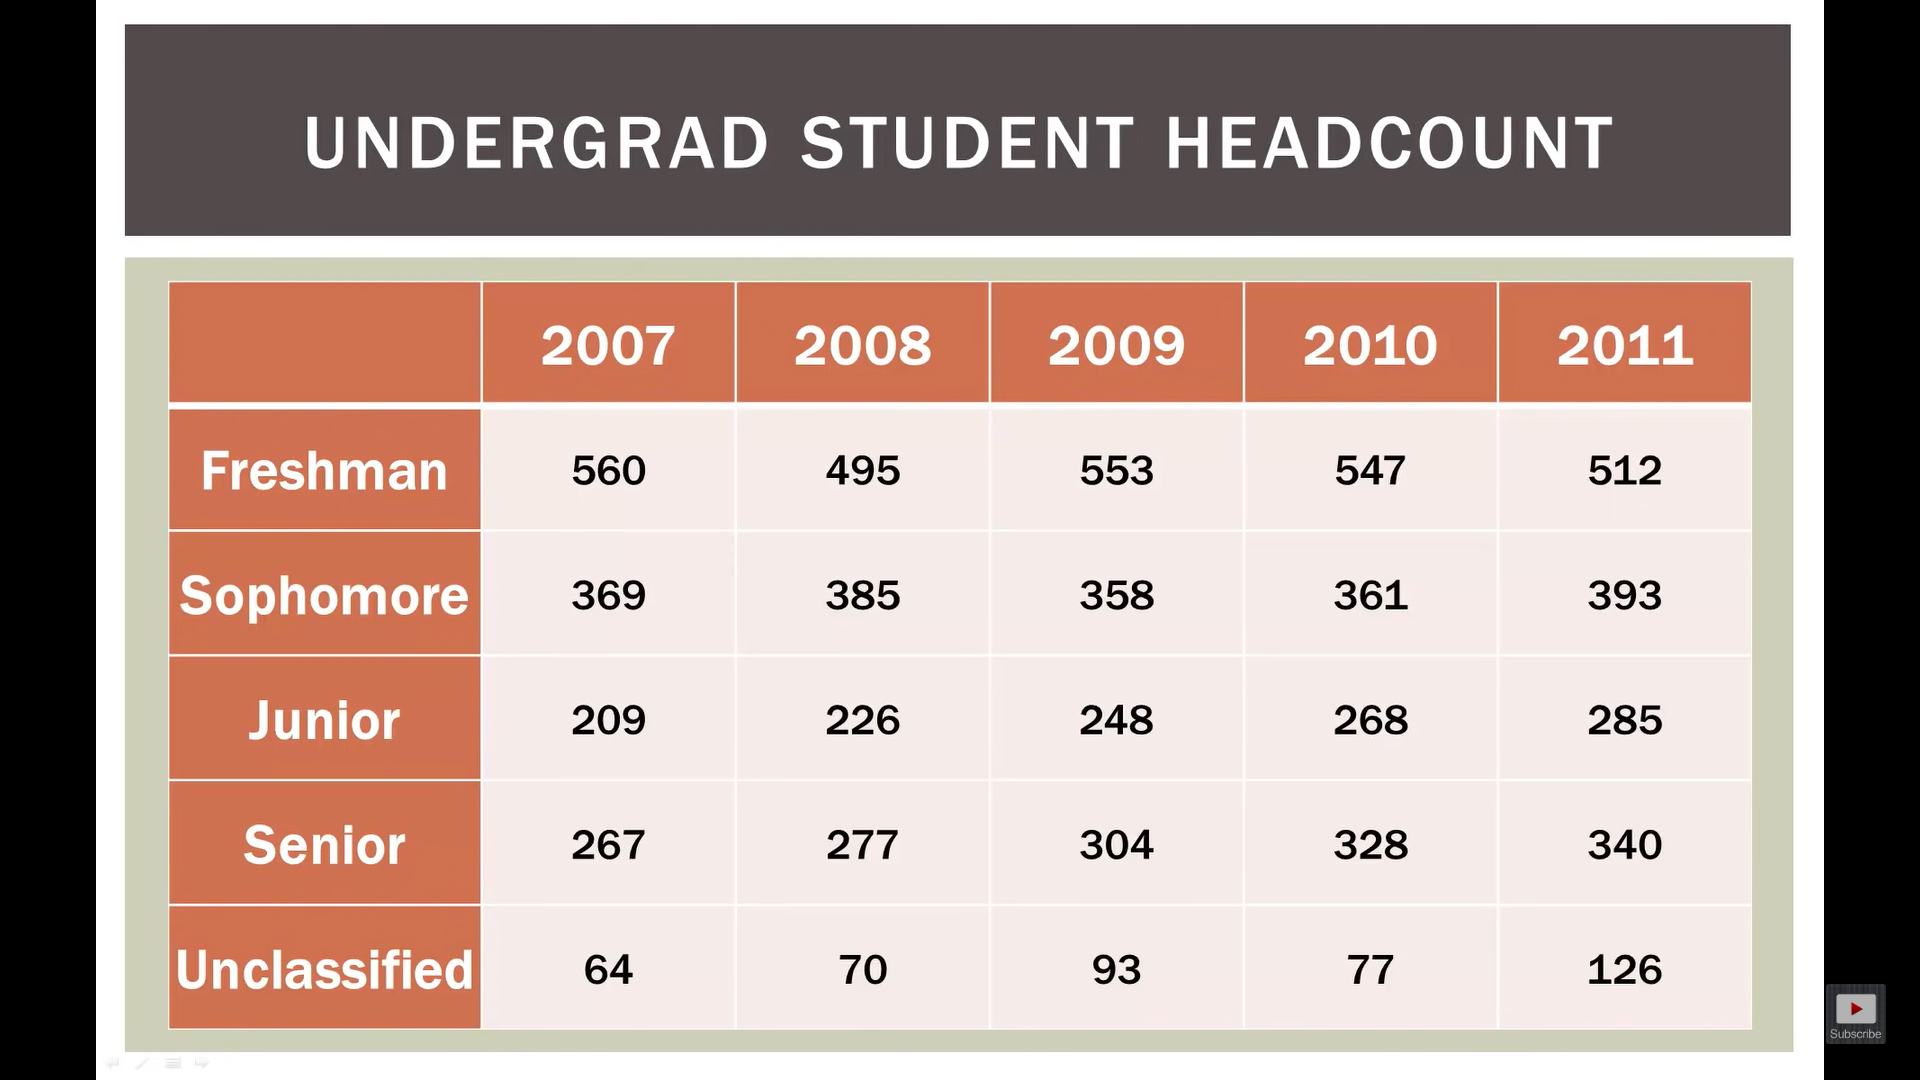 UNDERGRAD STUDENT HEADCOUNT
2007 2008 2009 2010 2011
Freshman 560 495 553 547 512
Sophomore 369 385 358 361 393
Junior 209 226 248 268 285
Senior 267 277 304 328 340
Unclassified 64 70 93 77 126
Subscribe